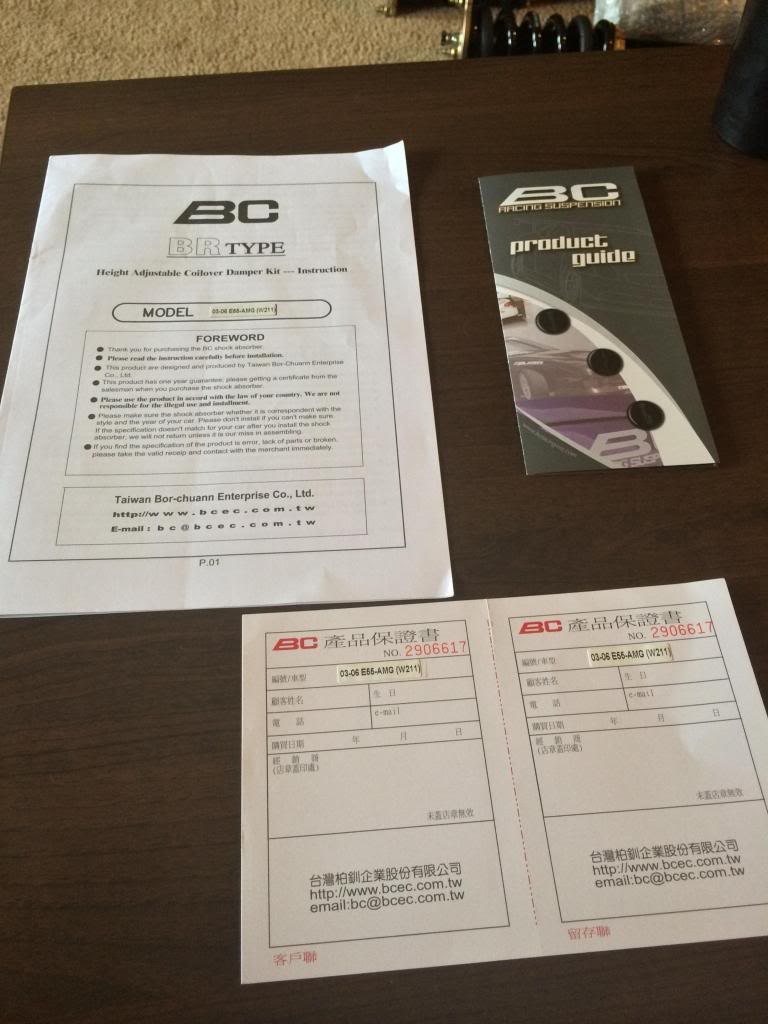 BC
BR TYPE
Height Adjustable Coilover Damper Kit --- Instruction
MODEL 03-06 E55-AMG (W211)
FOREWORD
● Thank you for purchasing the BC shock absorber.
● Please read the instruction carefully before installation.
● This product are designed and produced by Taiwan Bor-Chuann Enterprise
Co., Ltd.
● This product has one year guarantee; please getting a certificate from the
salesman when you purchase the shock absorber.
● Please use the product in accord with the law of your country. We are not
responsible for the illegal use and installment.
● Please make sure the shock absorber whether it is correspondent with the
style and the year of your car. Please don't install if you can't make sure.
If the specification doesn't match for your car after you install the shock
absorber, we will not return unless it is our miss in assembling.
● If you find the specification of the product is error, lack of parts or broken,
please take the valid receip and contact with the merchant immediately.
Taiwan Bor-chuann Enterprise Co., Ltd.
http://www.bcec.com.tw
E-mail: bc@bcec.com.tw
P.01
BC
RACING SUSPENSION
product
guide
BC 產品保證書
NO. 2906617
編號/車型 03-06 E55-AMG (W211)
顧客姓名 生 日
電 話 e-mail
購買日期 年 月 日
經 銷 商
(店章蓋印處)
未蓋店章無效
台灣柏釧企業股份有限公司
http://www.bcec.com.tw
email:bc@bcec.com.tw
客戶聯
BC 產品保證書
NO. 2906617
編號/車型 03-06 E55-AMG (W211)
顧客姓名 生 日
電 話 e-mail
購買日期 年 月 日
經 銷 商
(店章蓋印處)
未蓋店章無效
台灣柏釧企業股份有限公司
http://www.bcec.com.tw
email:bc@bcec.com.tw
留存聯